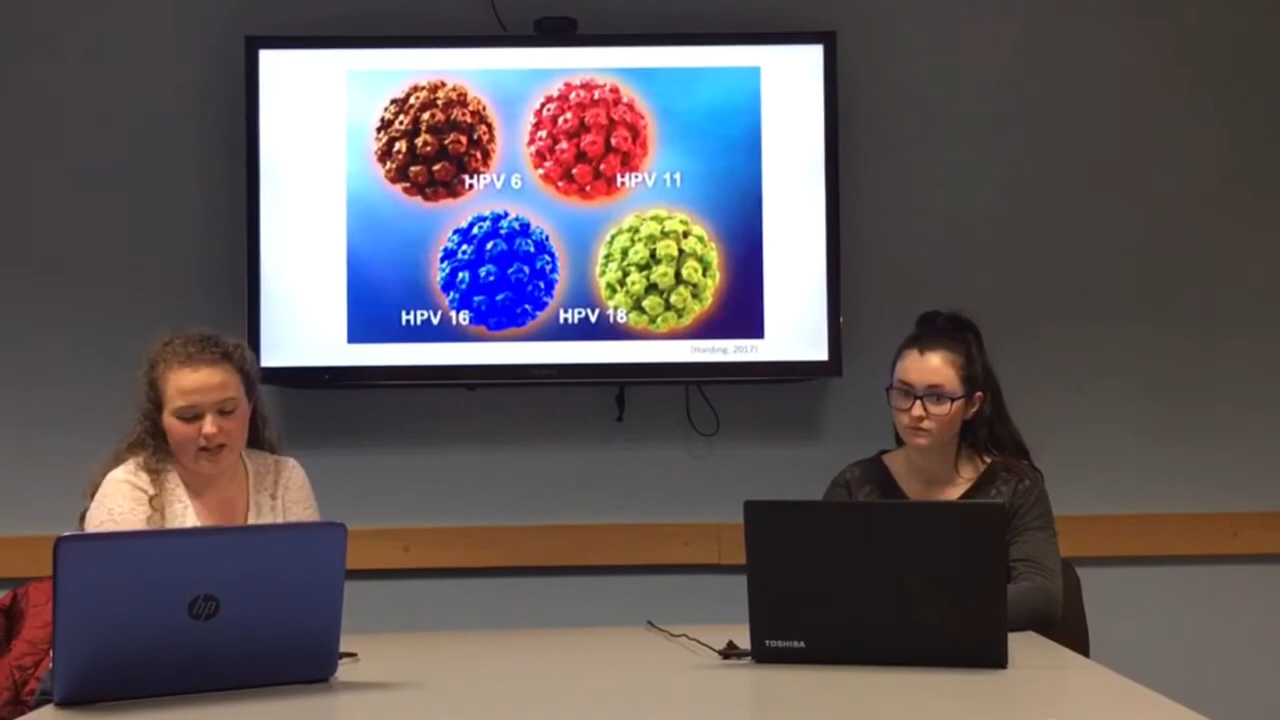 HPV 6
HPV 11
HPV 16
HPV 18
(Harding, 2017)
hp
TOSHIBA